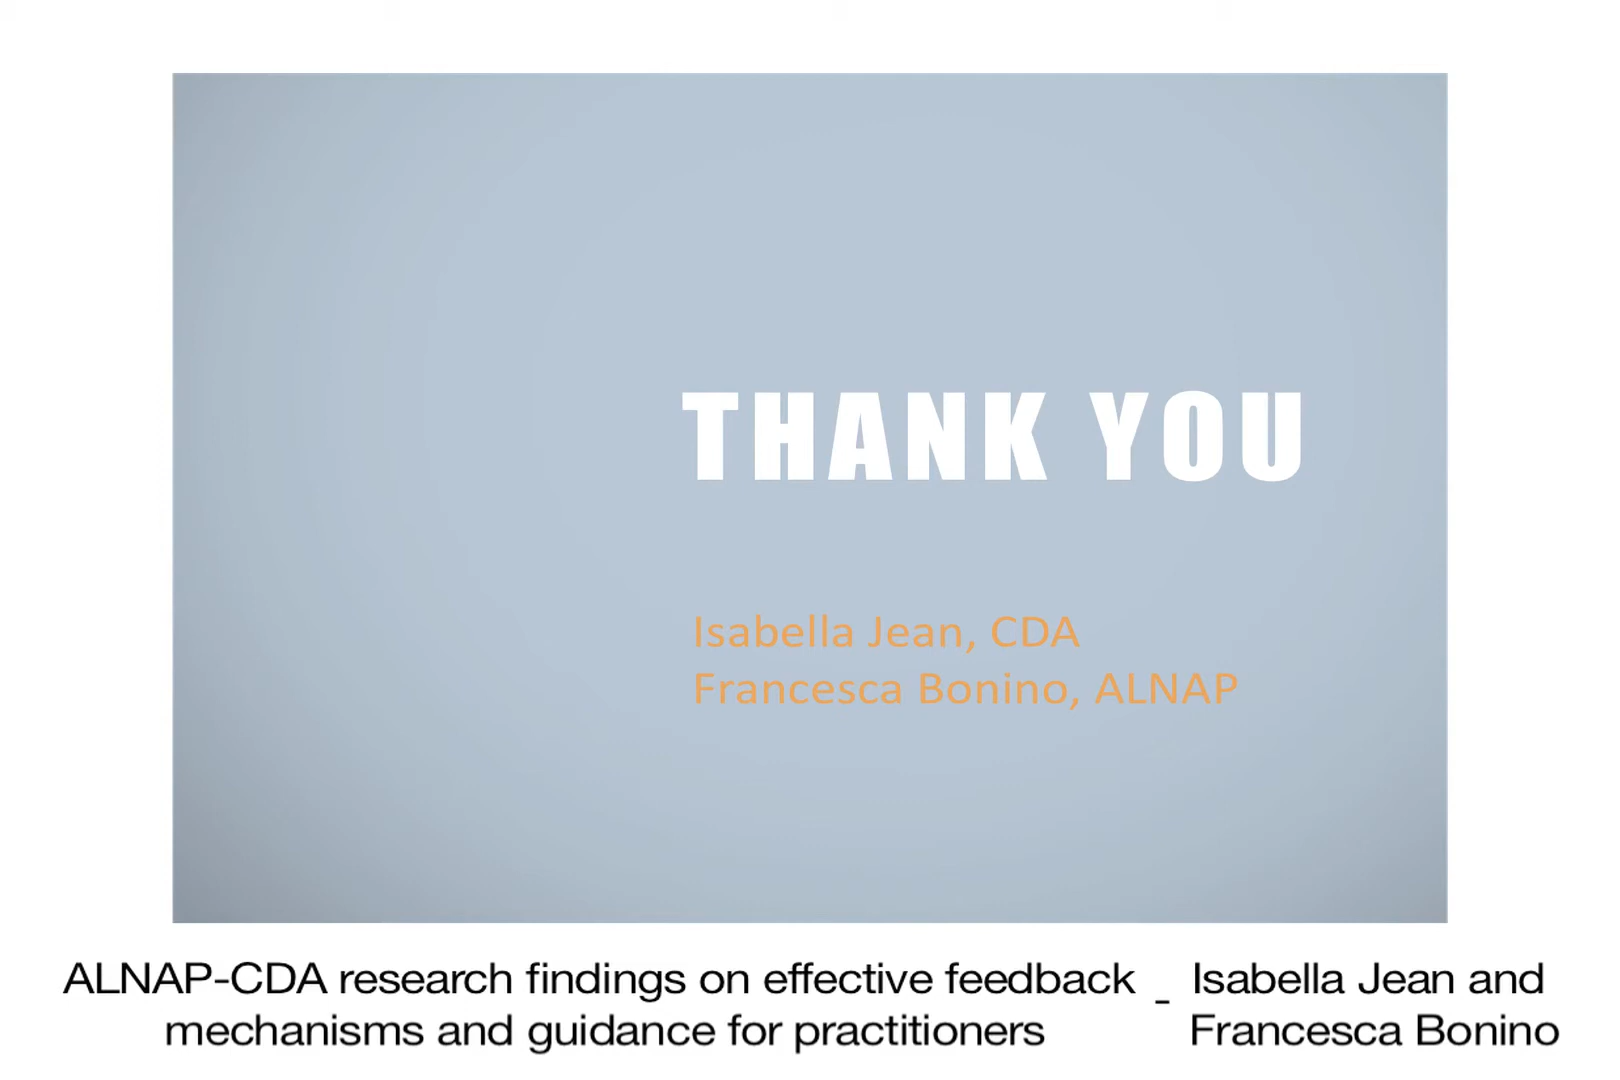 THANK YOU
Isabella Jean, CDA
Francesca Bonino, ALNAP
ALNAP-CDA research findings on effective feedback
mechanisms and guidance for practitioners
-
Isabella Jean and
Francesca Bonino